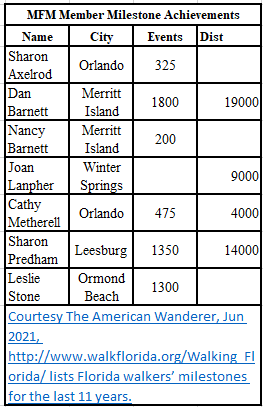 MFM Member Milestone Achievements
Name City Events Dist
Sharon Axelrod Orlando 325
Dan Barnett Merritt Island 1800 19000
Nancy Barnett Merritt Island 200
Joan Lanpher Winter Springs 9000
Cathy Metherell Orlando 475 4000
Sharon Predham Leesburg 1350 14000
Leslie Stone Ormond Beach 1300
Courtesy The American Wanderer, Jun
2021,
http://www.walkflorida.org/Walking_Fl
orida/ lists Florida walkers' milestones
for the last 11 years.